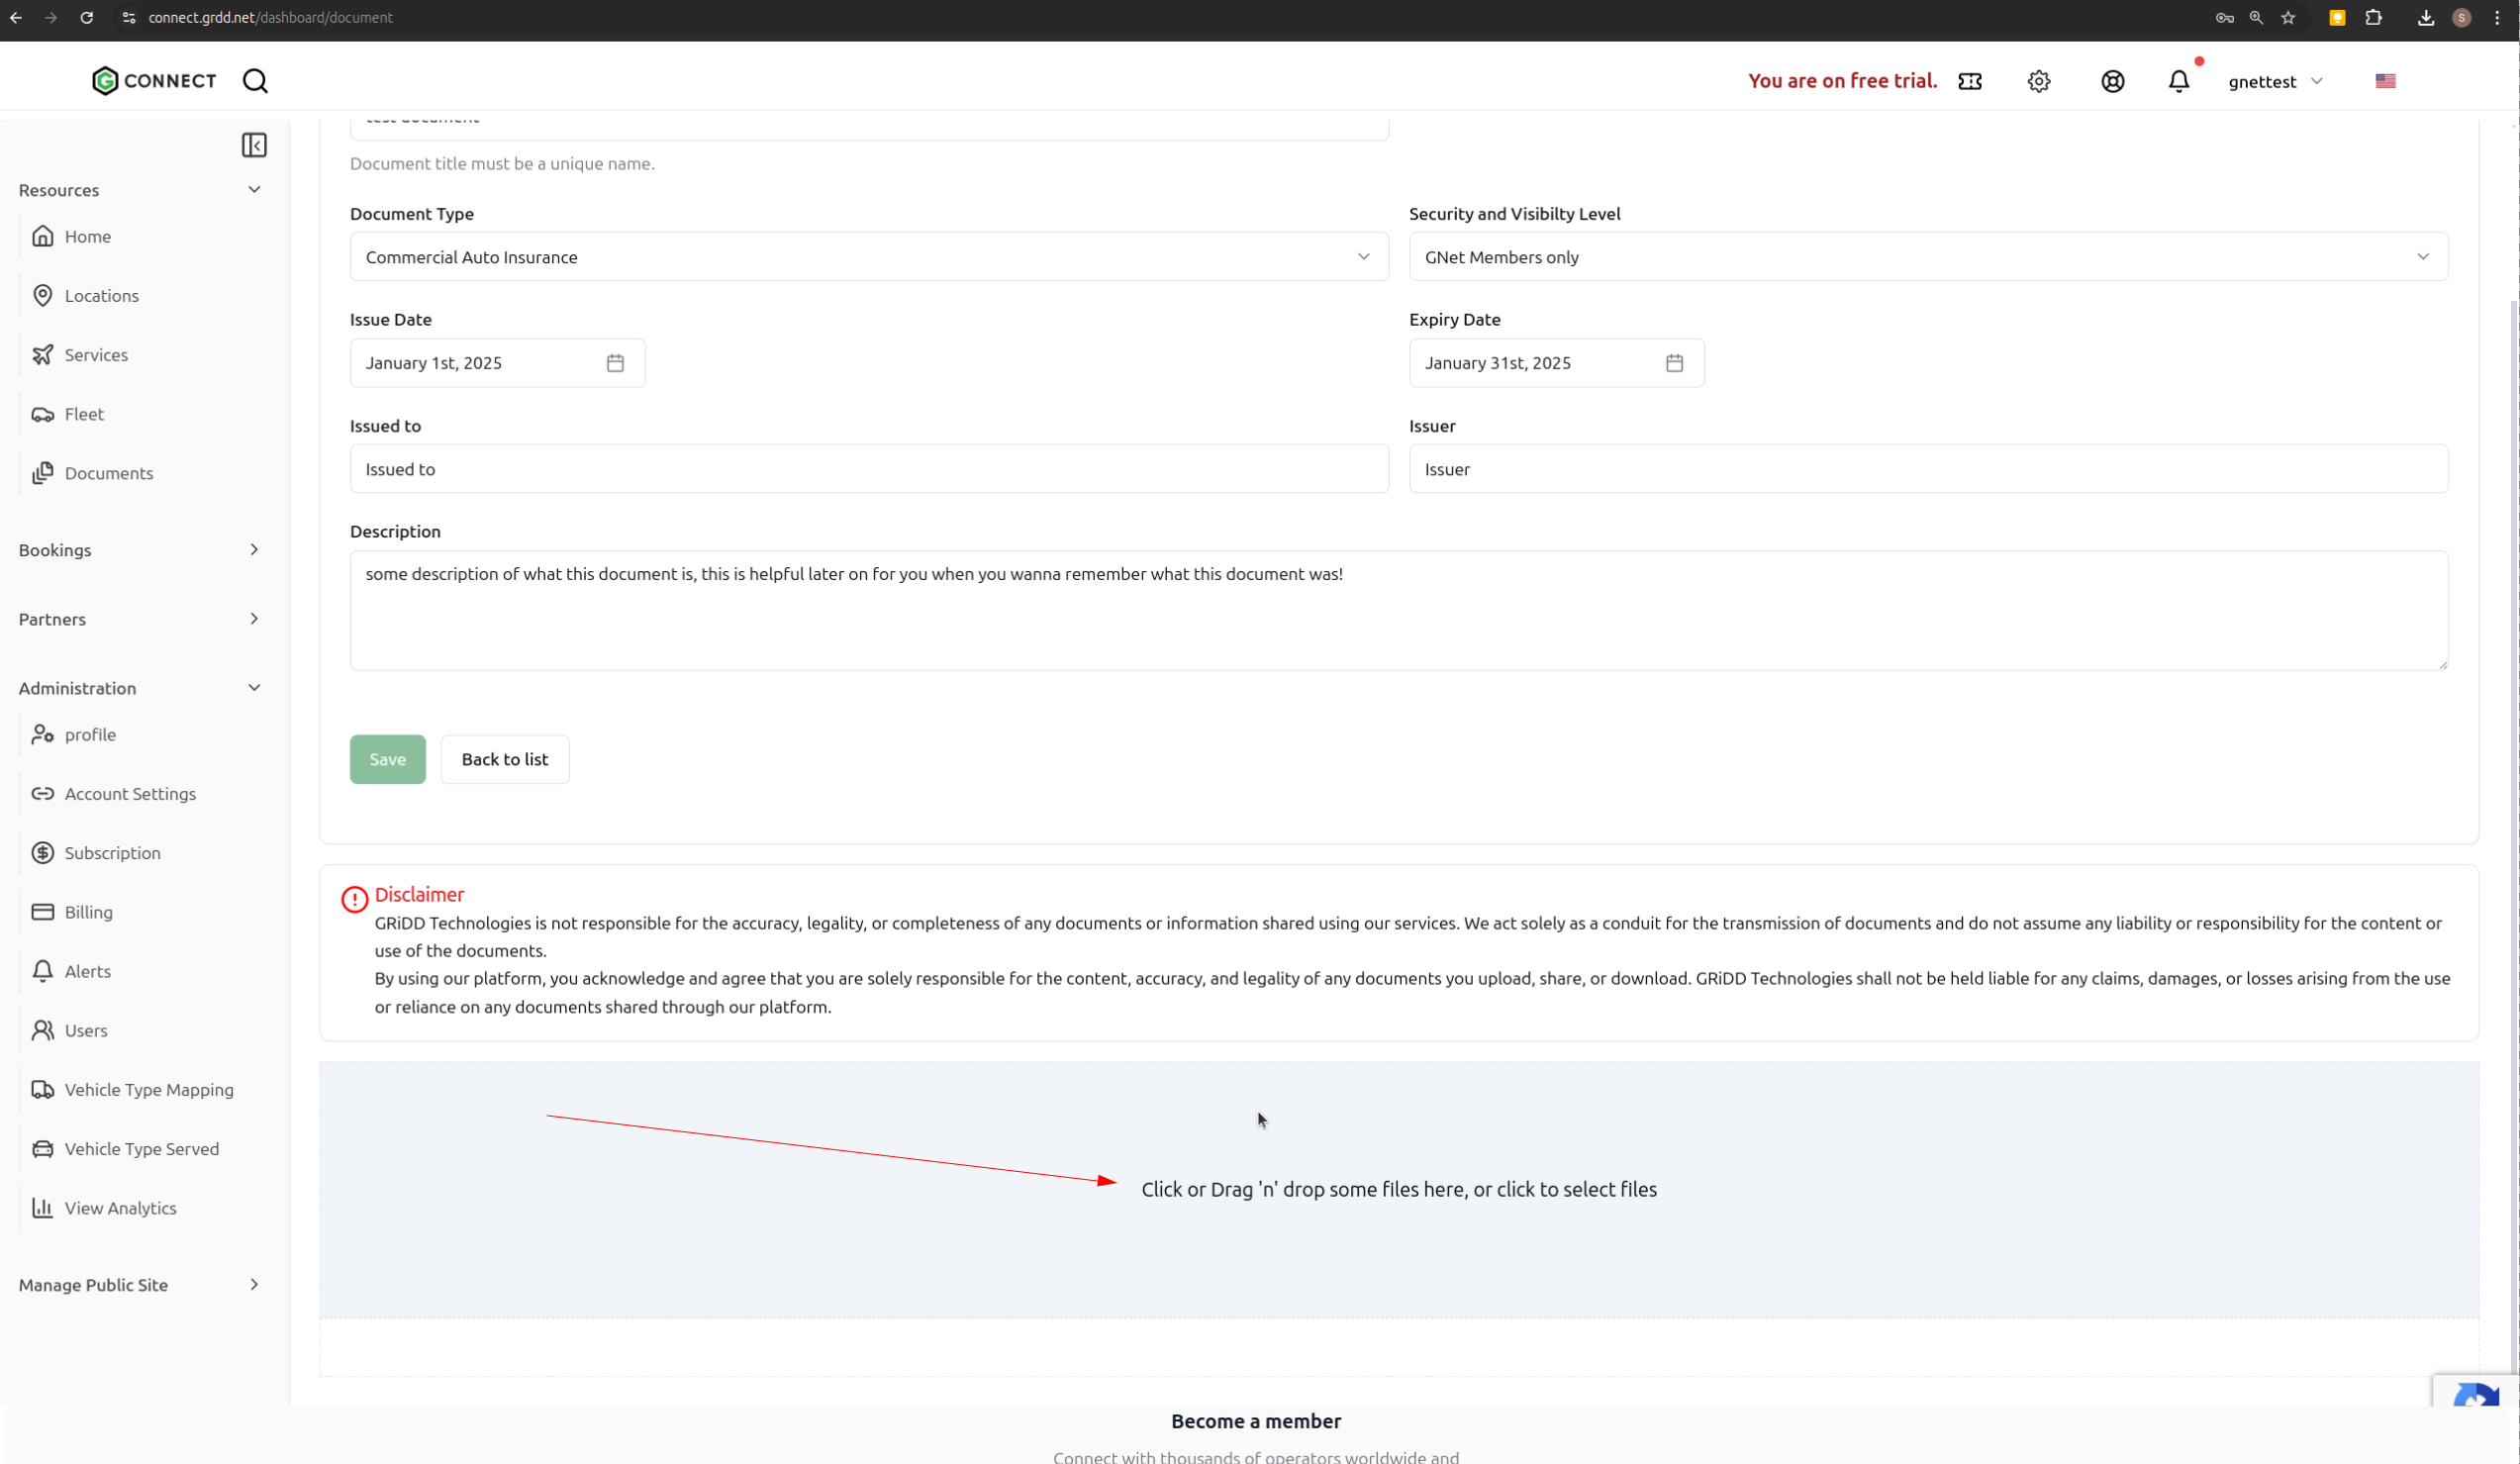 connect.grdd.net/dashboard/document
S
G CONNECT
You are on free trial.
gnettest
test document
Document title must be a unique name.
Resources
Home
Locations
Services
Fleet
Documents
Bookings
Partners
Administration
profile
Account Settings
Subscription
Billing
Alerts
Users
Vehicle Type Mapping
Vehicle Type Served
View Analytics
Manage Public Site
Document Type
Security and Visibilty Level
Commercial Auto Insurance
GNet Members only
Issue Date
Expiry Date
January 1st, 2025
January 31st, 2025
Issued to
Issuer
Issued to
Issuer
Description
some description of what this document is, this is helpful later on for you when you wanna remember what this document was!
Save
Back to list
Disclaimer
GRiDD Technologies is not responsible for the accuracy, legality, or completeness of any documents or information shared using our services. We act solely as a conduit for the transmission of documents and do not assume any liability or responsibility for the content or
use of the documents.
By using our platform, you acknowledge and agree that you are solely responsible for the content, accuracy, and legality of any documents you upload, share, or download. GRiDD Technologies shall not be held liable for any claims, damages, or losses arising from the use
or reliance on any documents shared through our platform.
Click or Drag 'n' drop some files here, or click to select files
Become a member
Connect with thousands of operators worldwide and